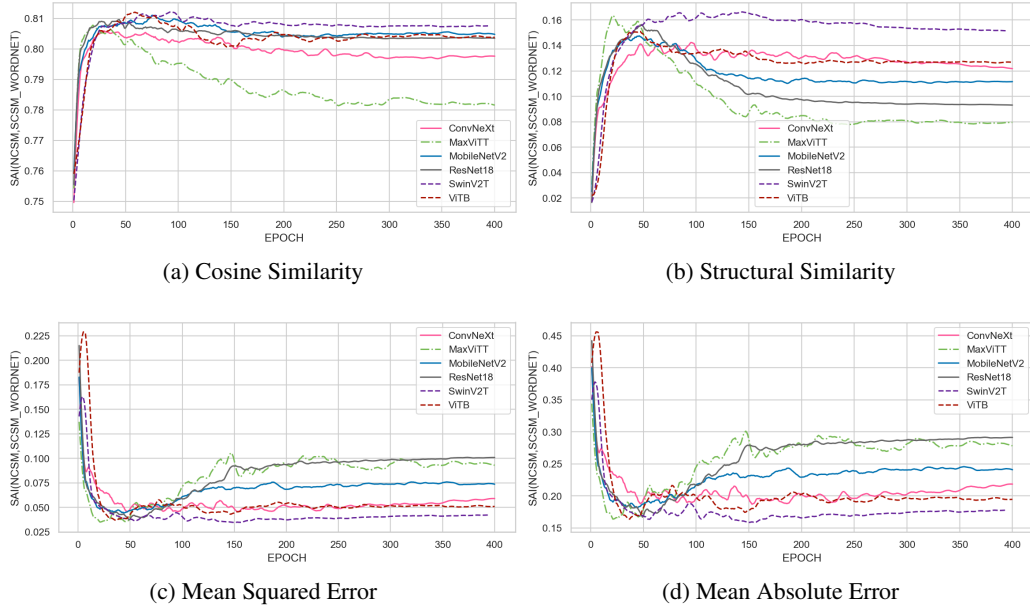 SAI(NCSM,SCSM_WORDNET)
0.81
0.80
0.79
0.78
0.77
0.76
0.75
ConvNeXt
MaxViTT
MobileNetV2
ResNet18
SwinV2T
ViTB
0 50 100 150 200 250 300 350 400
EPOCH
(a) Cosine Similarity
SAI(NCSM,SCSM_WORDNET)
0.16
0.14
0.12
0.10
0.08
0.06
0.04
0.02
ConvNeXt
MaxViTT
MobileNetV2
ResNet18
SwinV2T
ViTB
0 50 100 150 200 250 300 350 400
EPOCH
(b) Structural Similarity
SAI(NCSM,SCSM_WORDNET)
0.225
0.200
0.175
0.150
0.125
0.100
0.075
0.050
0.025
ConvNeXt
MaxViTT
MobileNetV2
ResNet18
SwinV2T
ViTB
0 50 100 150 200 250 300 350 400
EPOCH
(c) Mean Squared Error
SAI(NCSM,SCSM_WORDNET)
0.45
0.40
0.35
0.30
0.25
0.20
0.15
ConvNeXt
MaxViTT
MobileNetV2
ResNet18
SwinV2T
ViTB
0 50 100 150 200 250 300 350 400
EPOCH
(d) Mean Absolute Error